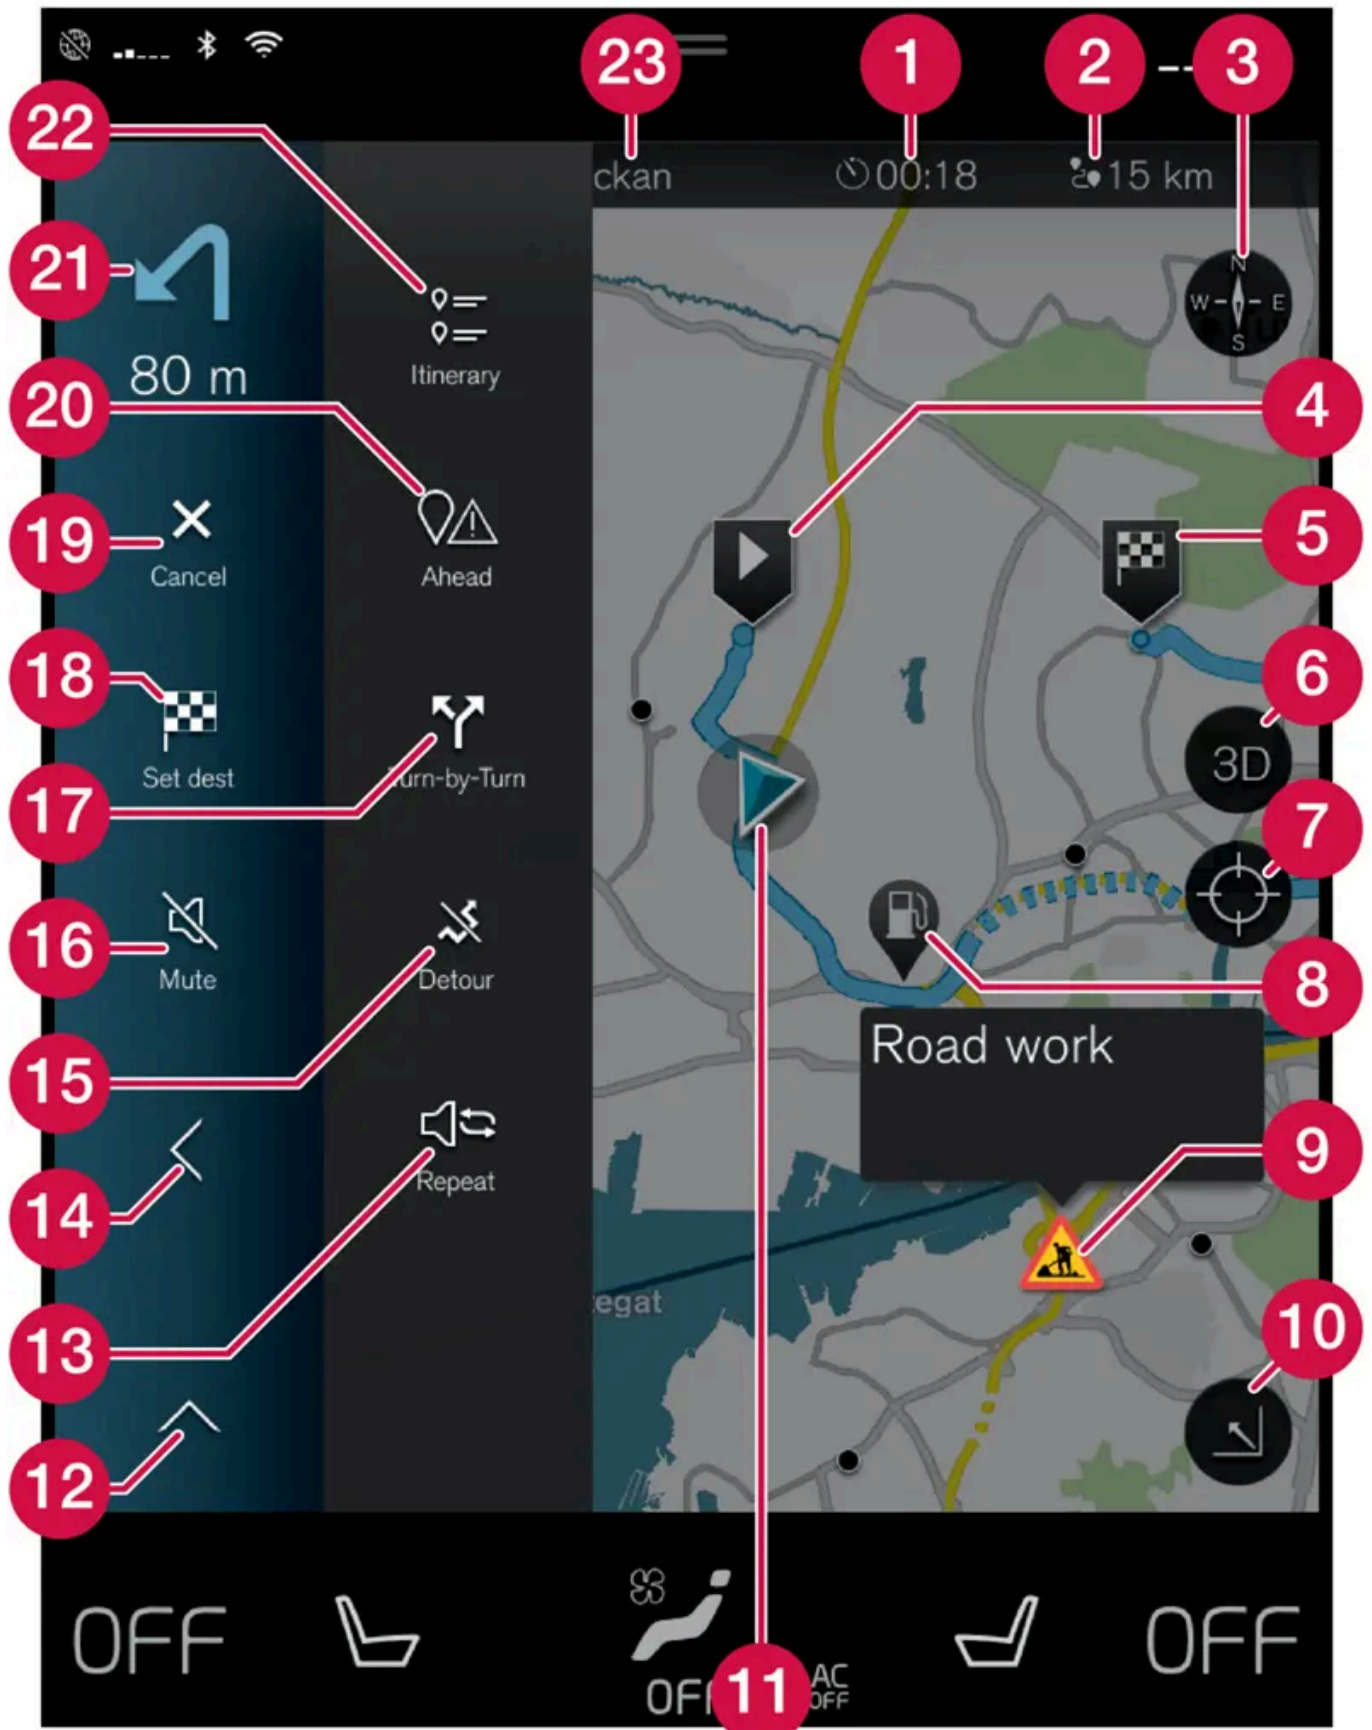 23
1
2
3
22
ckan
00:18
15 km
21
N
W
E
S
80 m
Itinerary
20
4
19
Cancel
Ahead
5
18
6
Set dest
Turn-by-Turn
3D
17
7
16
Mute
Detour
8
Road work
15
Repeat
9
14
egat
13
10
12
OFF
OFF
OFF
11
AC
OFF